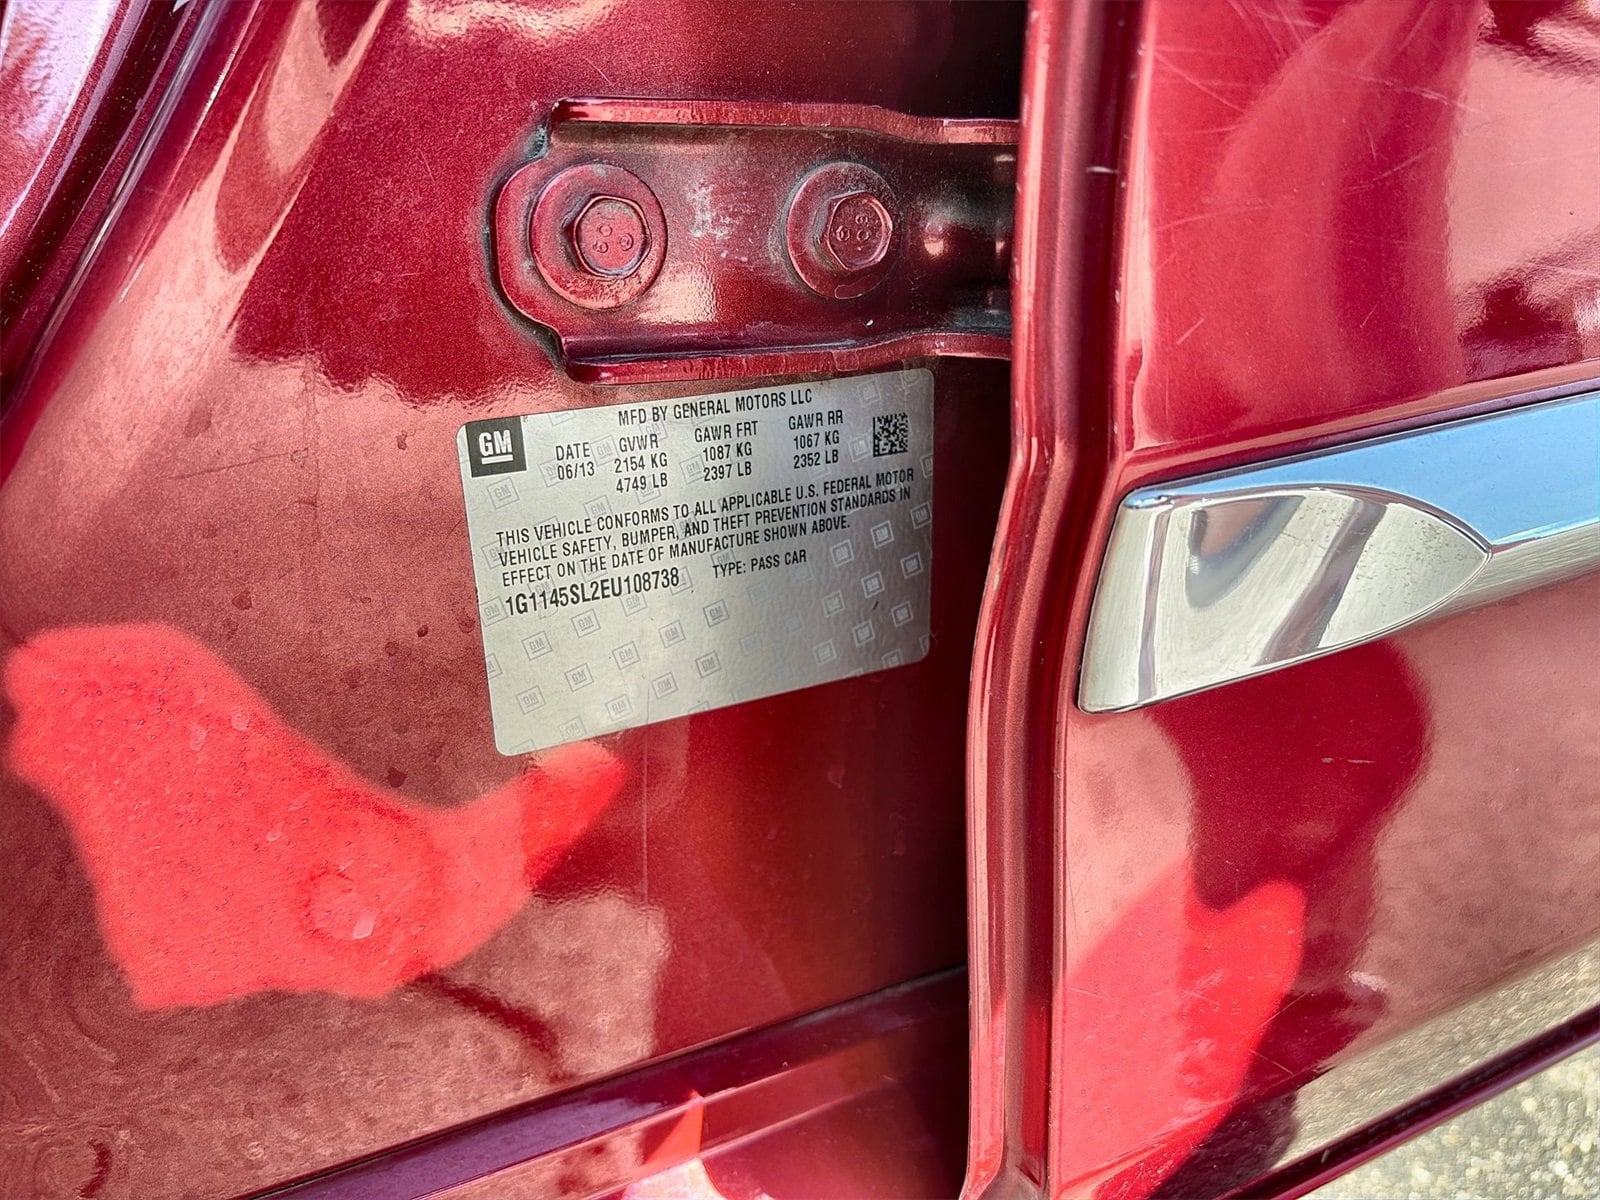 GM
MFD BY GENERAL MOTORS LLC
DATE GVWR GAWR FRT GAWR RR
06/13 2154 KG 1087 KG 1067 KG
4749 LB 2397 LB 2352 LB
THIS VEHICLE CONFORMS TO ALL APPLICABLE U.S. FEDERAL MOTOR
VEHICLE SAFETY, BUMPER, AND THEFT PREVENTION STANDARDS IN
EFFECT ON THE DATE OF MANUFACTURE SHOWN ABOVE.
1G1145SL2EU108738 TYPE: PASS CAR